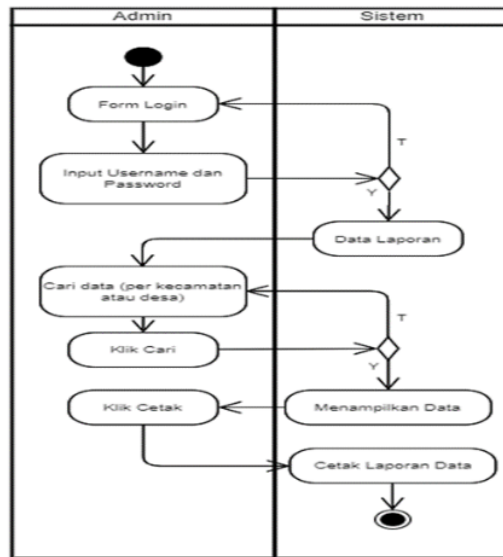 Admin
Sistem
Form Login
T
Input Username dan
Password
Y
Data Laporan
Cari data (per kecamatan
atau desa)
T
Klik Cari
Y
Klik Cetak
Menampilkan Data
Cetak Laporan Data